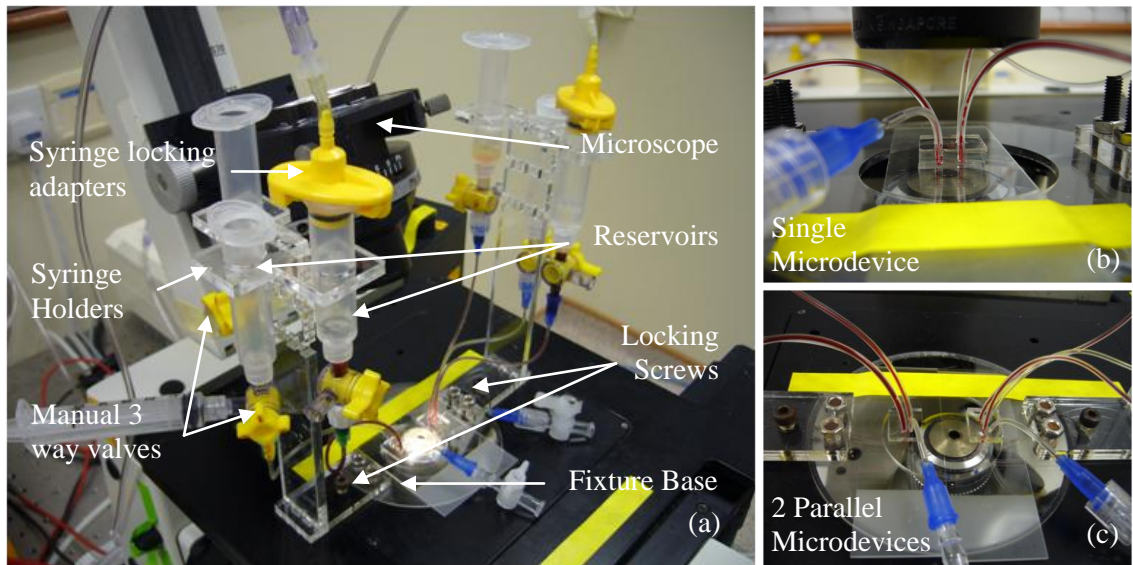 Syringe locking
adapters
Syringe
Holders
Manual 3
way valves
Microscope
Reservoirs
Locking
Screws
Fixture Base
(a)
SINGAPORE
Single
Microdevice
(b)
2 Parallel
Microdevices
(c)